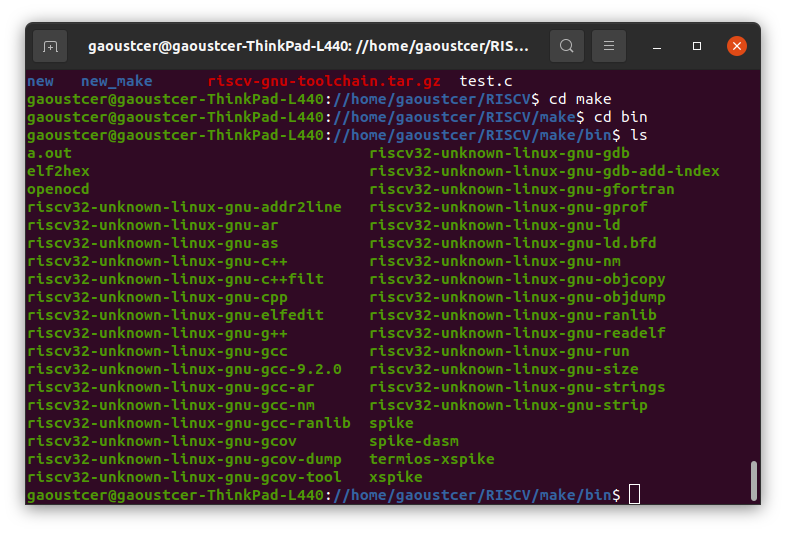 gaoustcer@gaoustcer-ThinkPad-L440: //home/gaoustcer/RIS...
new   new_make      riscv-gnu-toolchain.tar.gz  test.c
gaoustcer@gaoustcer-ThinkPad-L440://home/gaoustcer/RISCV$ cd make
gaoustcer@gaoustcer-ThinkPad-L440://home/gaoustcer/RISCV/make$ cd bin
gaoustcer@gaoustcer-ThinkPad-L440://home/gaoustcer/RISCV/make/bin$ ls
a.out                                 riscv32-unknown-linux-gnu-gdb
elf2hex                               riscv32-unknown-linux-gnu-gdb-add-index
openocd                               riscv32-unknown-linux-gnu-gfortran
riscv32-unknown-linux-gnu-addr2line   riscv32-unknown-linux-gnu-gprof
riscv32-unknown-linux-gnu-ar          riscv32-unknown-linux-gnu-ld
riscv32-unknown-linux-gnu-as          riscv32-unknown-linux-gnu-ld.bfd
riscv32-unknown-linux-gnu-c++         riscv32-unknown-linux-gnu-nm
riscv32-unknown-linux-gnu-c++filt     riscv32-unknown-linux-gnu-objcopy
riscv32-unknown-linux-gnu-cpp         riscv32-unknown-linux-gnu-objdump
riscv32-unknown-linux-gnu-elfedit     riscv32-unknown-linux-gnu-ranlib
riscv32-unknown-linux-gnu-g++         riscv32-unknown-linux-gnu-readelf
riscv32-unknown-linux-gnu-gcc         riscv32-unknown-linux-gnu-run
riscv32-unknown-linux-gnu-gcc-9.2.0   riscv32-unknown-linux-gnu-size
riscv32-unknown-linux-gnu-gcc-ar      riscv32-unknown-linux-gnu-strings
riscv32-unknown-linux-gnu-gcc-nm      riscv32-unknown-linux-gnu-strip
riscv32-unknown-linux-gnu-gcc-ranlib  spike
riscv32-unknown-linux-gnu-gcov        spike-dasm
riscv32-unknown-linux-gnu-gcov-dump   termios-xspike
riscv32-unknown-linux-gnu-gcov-tool   xspike
gaoustcer@gaoustcer-ThinkPad-L440://home/gaoustcer/RISCV/make/bin$